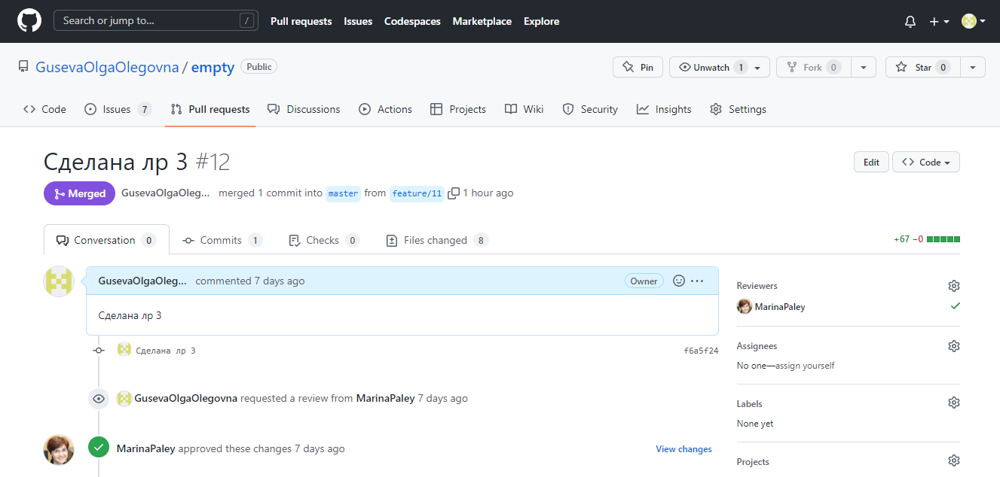 Search or jump to... / Pull requests Issues Codespaces Marketplace Explore
GusevaOlgaOlegovna / empty Public Pin Unwatch 1 Fork 0 Star 0
Code Issues 7 Pull requests Discussions Actions Projects Wiki Security Insights Settings
Сделана лр 3 #12 Edit Code
Merged GusevaOlgaOleg... merged 1 commit into master from feature/11 1 hour ago
Conversation 0 Commits 1 Checks 0 Files changed 8 +67 −0
GusevaOlgaOleg... commented 7 days ago Owner
Сделана лр 3
Сделана лр 3 f6a5f24
GusevaOlgaOlegovna requested a review from MarinaPaley 7 days ago
MarinaPaley approved these changes 7 days ago View changes
Reviewers
MarinaPaley
Assignees
No one—assign yourself
Labels
None yet
Projects